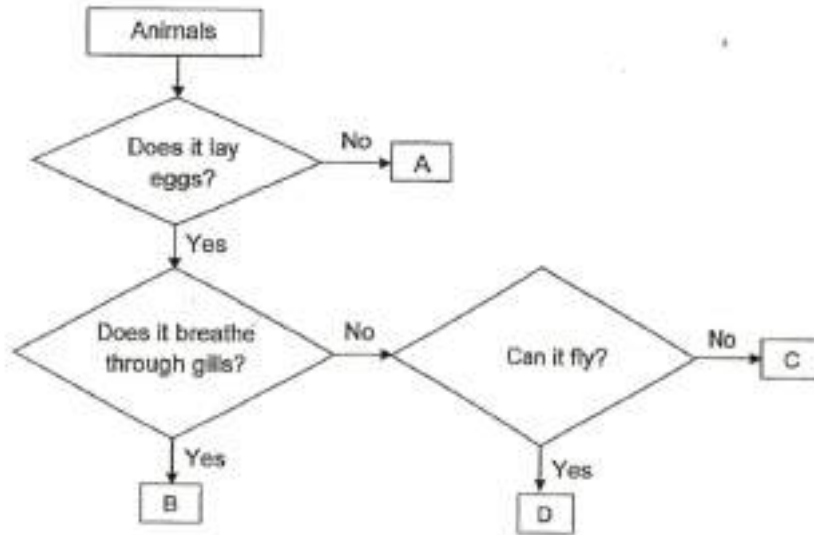 Animals
Does it lay
eggs?
No
A
Yes
Does it breathe
through gills?
No
Can it fly?
No
C
Yes
B
Yes
D